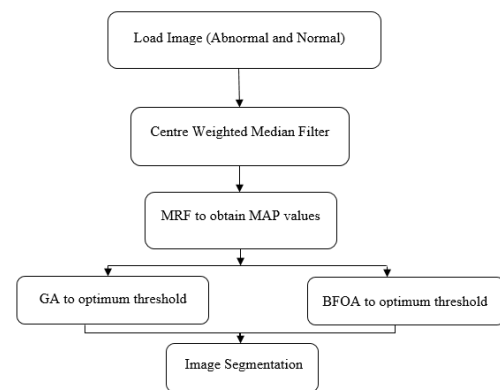 Load Image (Abnormal and Normal)
Centre Weighted Median Filter
MRF to obtain MAP values
GA to optimum threshold
BFOA to optimum threshold
Image Segmentation